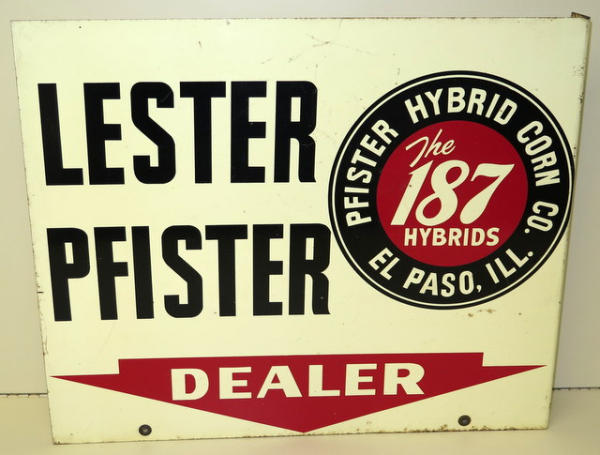 LESTER
PFISTER
PFISTER HYBRID CORN CO.
The
187
HYBRIDS
EL PASO, ILL.
DEALER